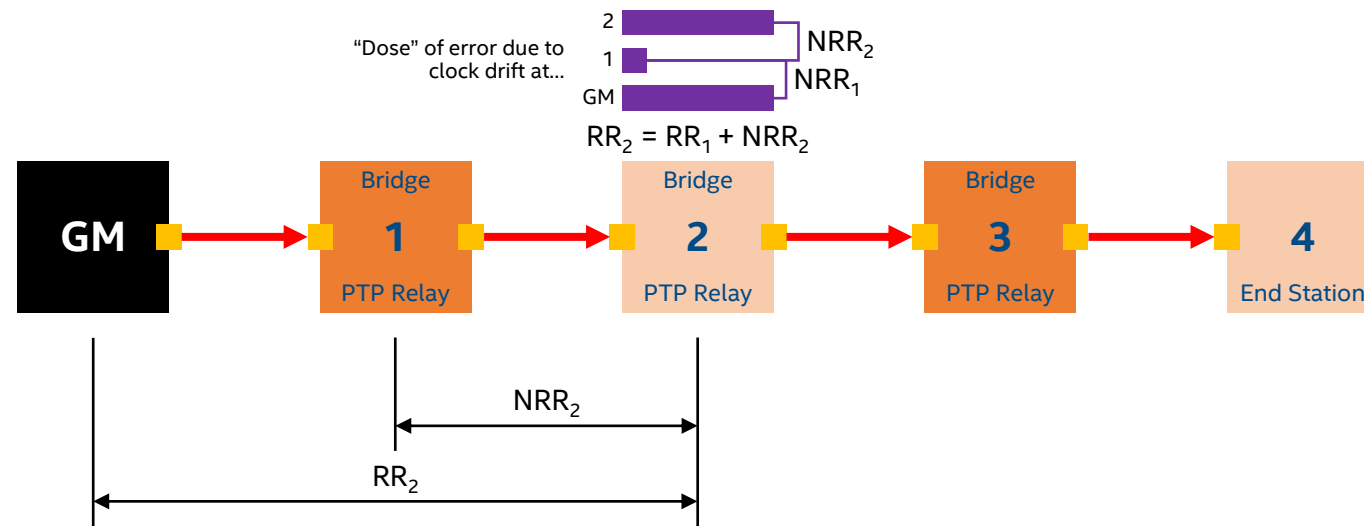 2
“Dose” of error due to
clock drift at...
1
GM
NRR₂
NRR₁
RR₂ = RR₁ + NRR₂
GM
Bridge
1
PTP Relay
Bridge
2
PTP Relay
Bridge
3
PTP Relay
4
End Station
NRR₂
RR₂